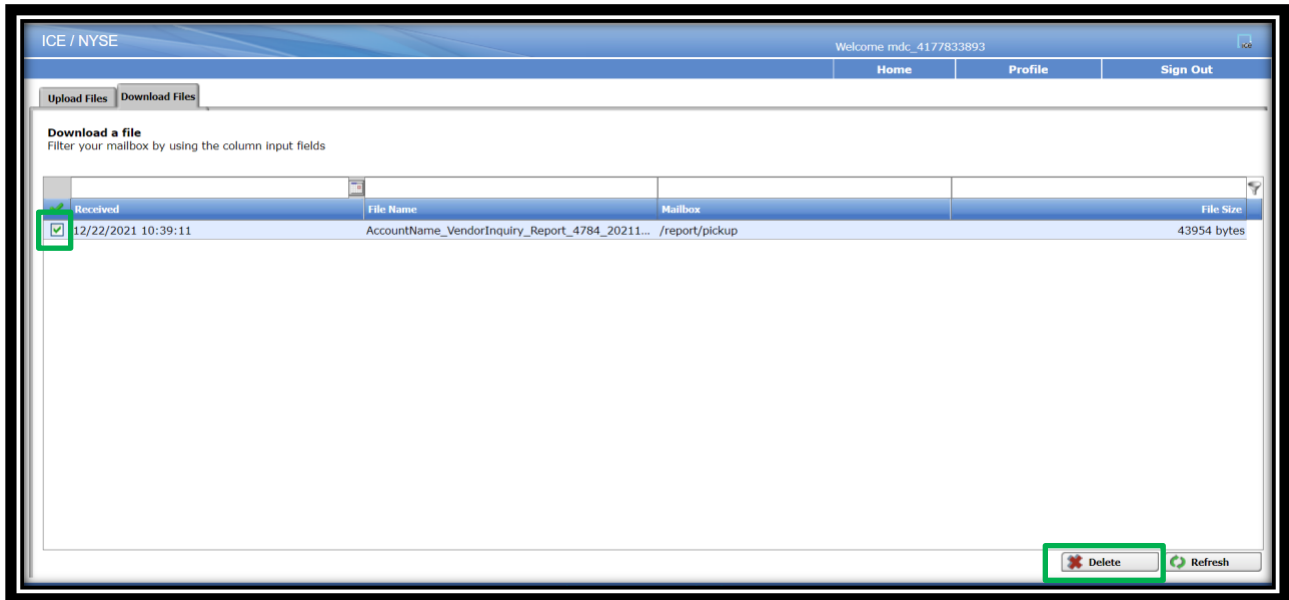 ICE / NYSE
Welcome mdc_4177833893
Home Profile Sign Out
Upload Files Download Files
Download a file
Filter your mailbox by using the column input fields
Received File Name Mailbox File Size
12/22/2021 10:39:11 AccountName_VendorInquiry_Report_4784_20211... /report/pickup 43954 bytes
Delete Refresh